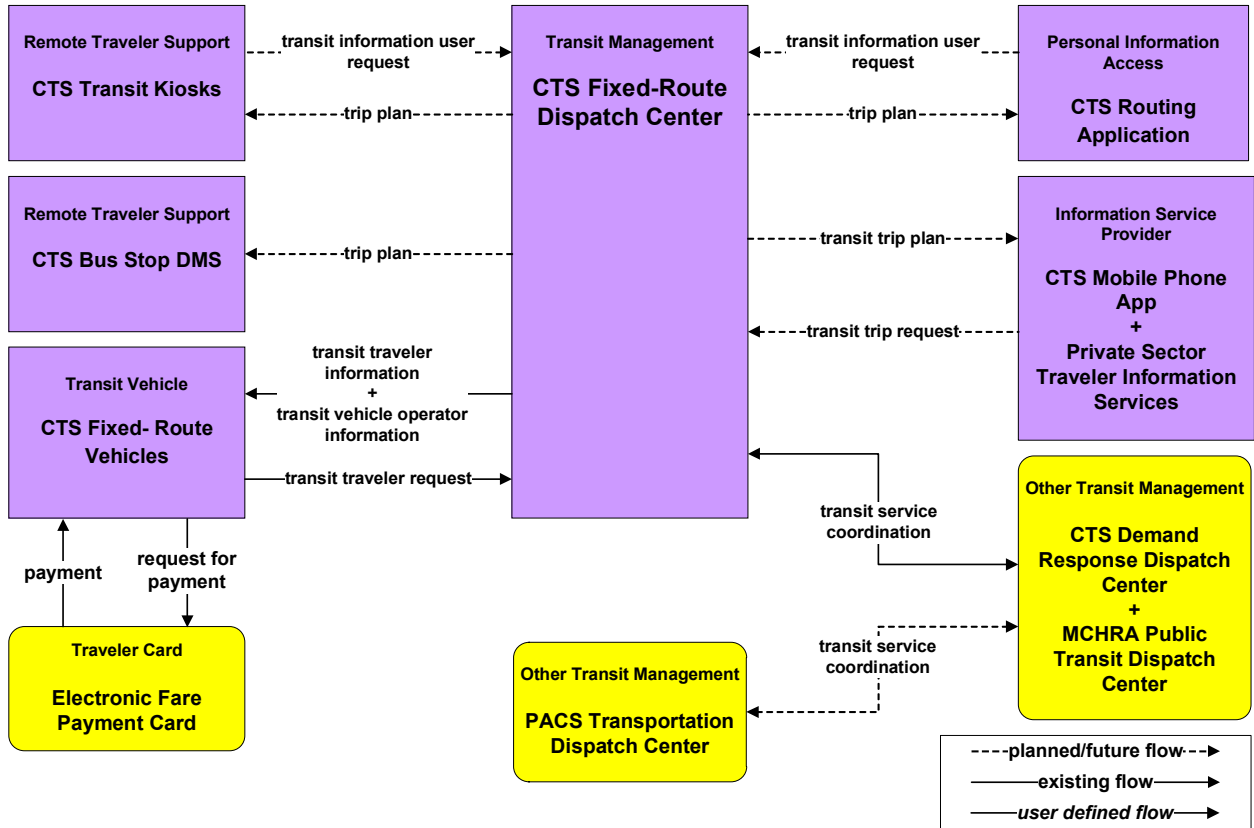 Remote Traveler Support
CTS Transit Kiosks
transit information user
request
trip plan
Transit Management
CTS Fixed-Route
Dispatch Center
transit information user
request
trip plan
Personal Information
Access
CTS Routing
Application
Remote Traveler Support
CTS Bus Stop DMS
trip plan
transit trip plan
transit trip request
Information Service
Provider
CTS Mobile Phone
App
+
Private Sector
Traveler Information
Services
Transit Vehicle
CTS Fixed- Route
Vehicles
transit traveler
information
+
transit vehicle operator
information
transit traveler request
payment
request for
payment
Traveler Card
Electronic Fare
Payment Card
transit service
coordination
Other Transit Management
CTS Demand
Response Dispatch
Center
+
MCHRA Public
Transit Dispatch
Center
transit service
coordination
Other Transit Management
PACS Transportation
Dispatch Center
planned/future flow
existing flow
user defined flow